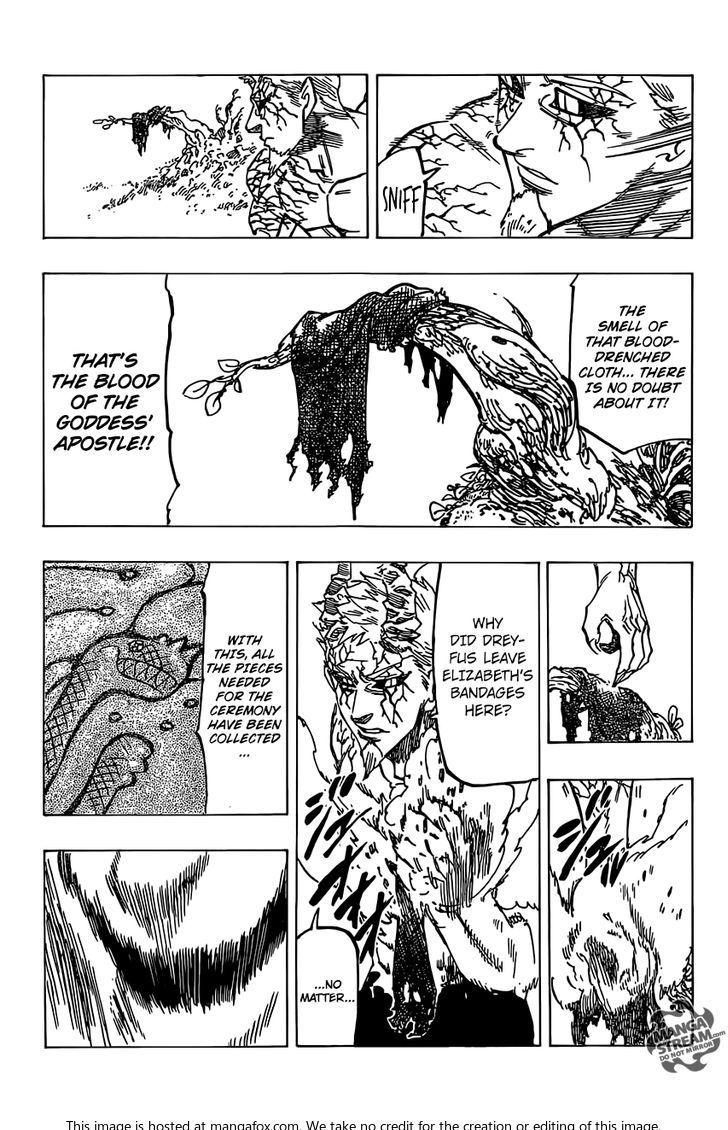 SNIFF
THE
SMELL OF
THAT BLOOD-
DRENCHED
CLOTH... THERE
IS NO DOUBT
ABOUT IT!
THAT'S
THE BLOOD
OF THE
GODDESS'
APOSTLE!!
WHY
DID DREY-
FUS LEAVE
ELIZABETH'S
BANDAGES
HERE?
...NO
MATTER...
WITH
THIS, ALL
THE PIECES
NEEDED
FOR THE
CEREMONY
HAVE BEEN
COLLECTED
...
MANGA
STREAM.com
DO NOT MIRROR
This image is hosted at mangafox.com. We take no credit for the creation or editing of this image.